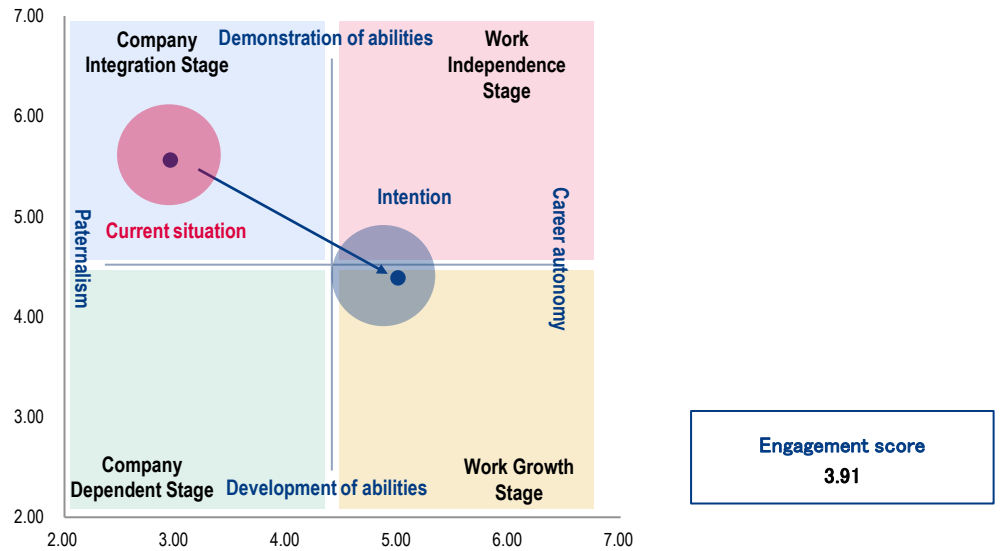 7.00
Company
Integration Stage
Demonstration of abilities
Work
Independence
Stage
6.00
5.00
Intention
Current situation
Paternalism
Career autonomy
4.00
3.00
Engagement score
3.91
Company
Dependent Stage
Development of abilities
Work Growth
Stage
2.00
2.00
3.00
4.00
5.00
6.00
7.00